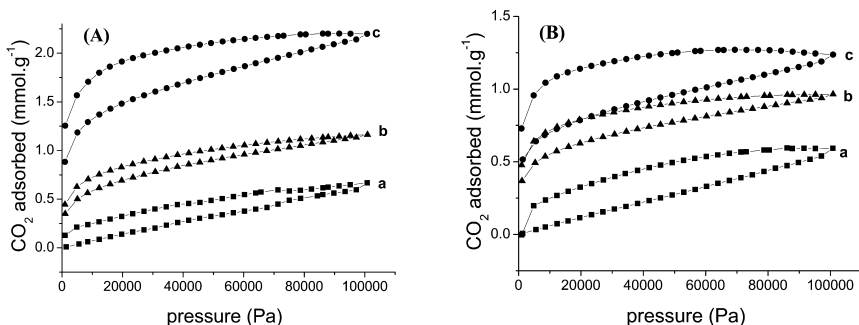 (A)
CO2 adsorbed (mmol.g-1)
2.0
1.5
1.0
0.5
0.0
c
b
a
0 20000 40000 60000 80000 100000
pressure (Pa)
(B)
CO2 adsorbed (mmol.g-1)
1.5
1.0
0.5
0.0
c
b
a
0 20000 40000 60000 80000 100000
pressure (Pa)